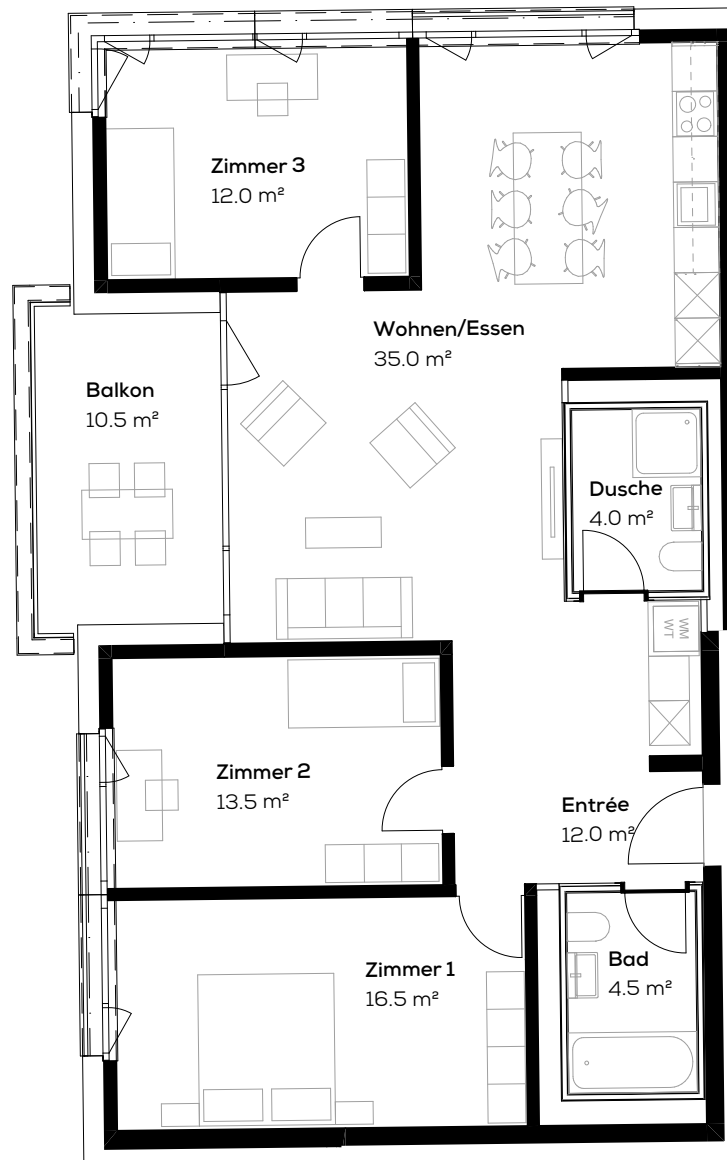 Zimmer 3
12.0 m²
Wohnen/Essen
35.0 m²
Balkon
10.5 m²
Dusche
4.0 m²
WM
WT
Zimmer 2
13.5 m²
Entrée
12.0 m²
Zimmer 1
16.5 m²
Bad
4.5 m²